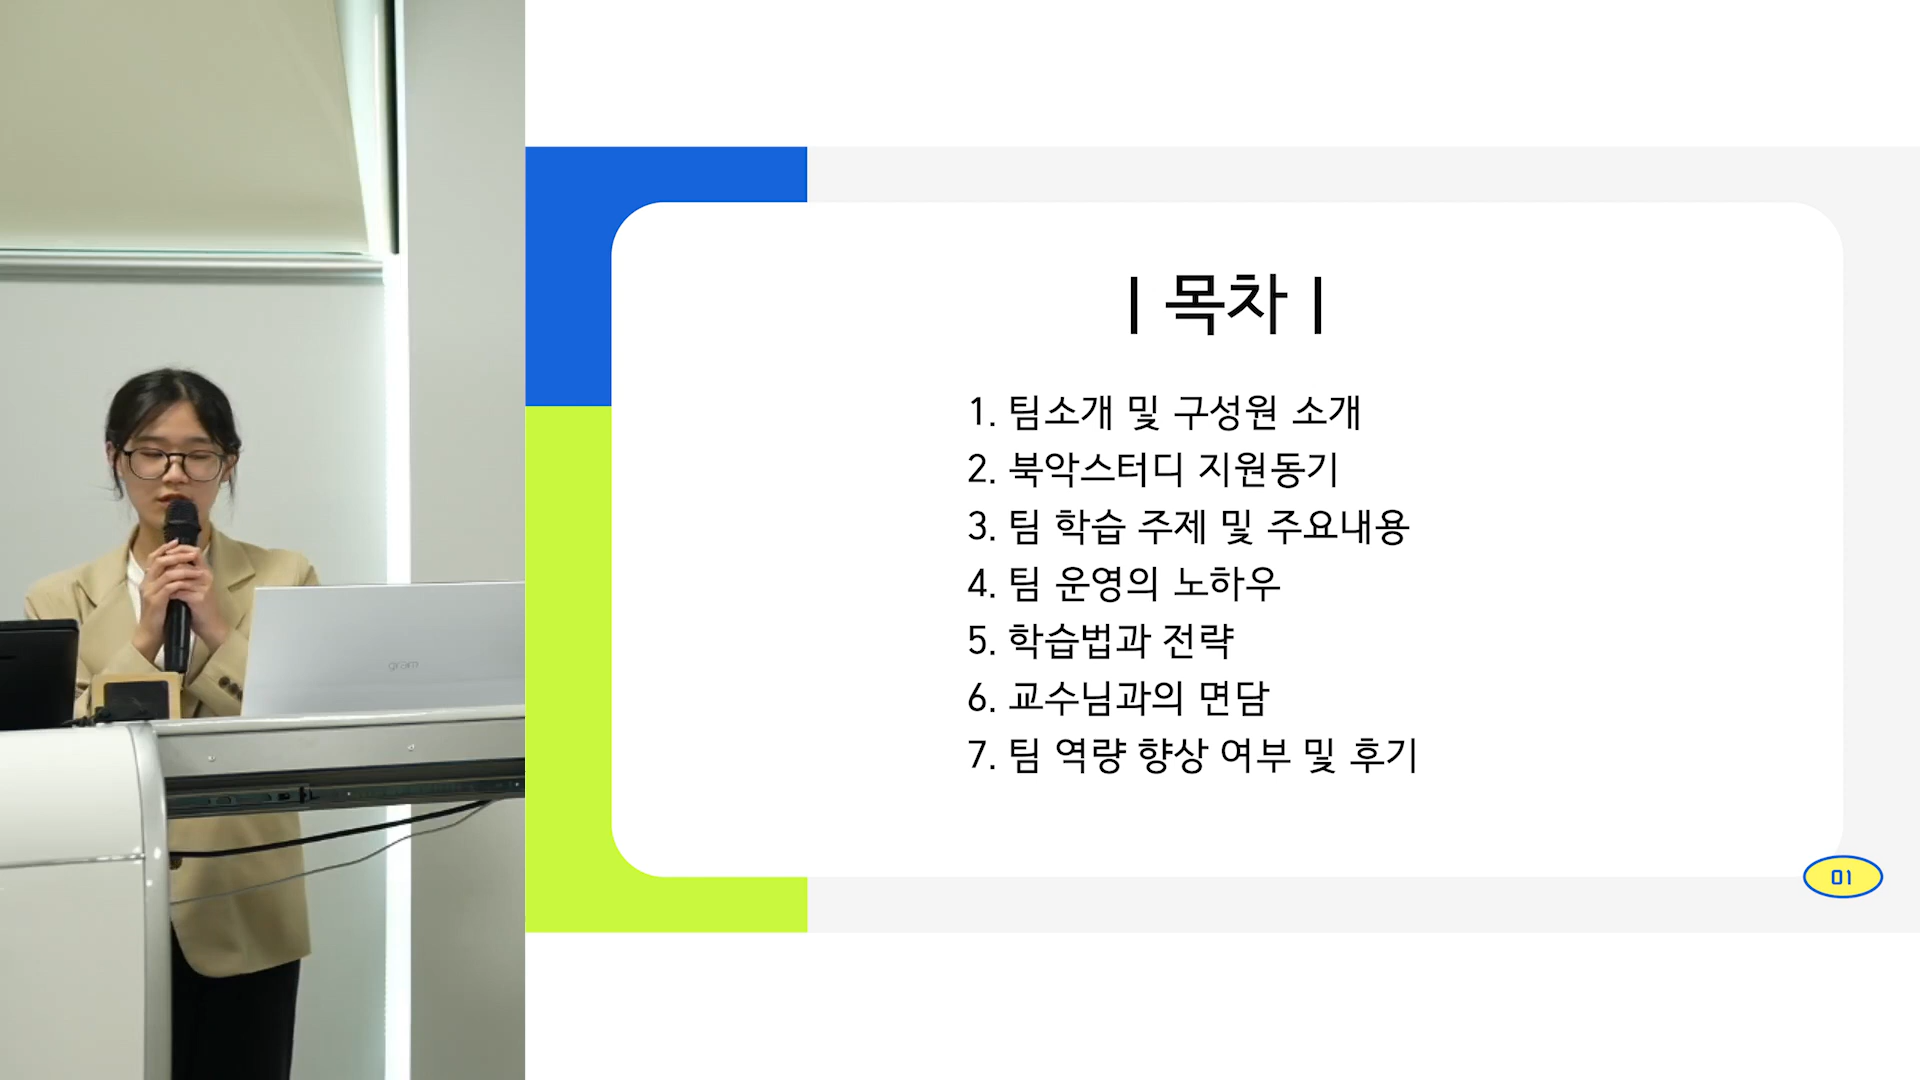 | 목차 |
1. 팀소개 및 구성원 소개
2. 북악스터디 지원동기
3. 팀 학습 주제 및 주요내용
4. 팀 운영의 노하우
5. 학습법과 전략
6. 교수님과의 면담
7. 팀 역량 향상 여부 및 후기
01
gram